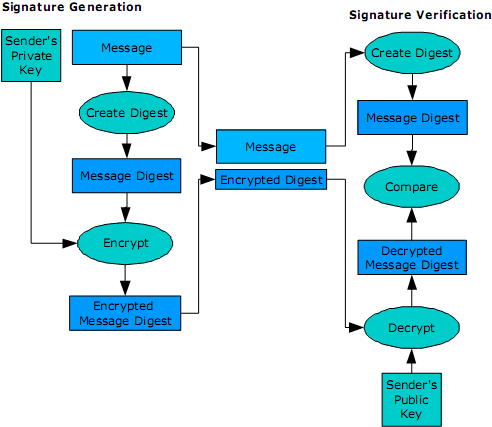 Signature Generation
Signature Verification
Sender's
Private
Key
Message
Create Digest
Message Digest
Encrypt
Encrypted
Message Digest
Message
Encrypted Digest
Create Digest
Message Digest
Compare
Decrypted
Message Digest
Decrypt
Sender's
Public
Key